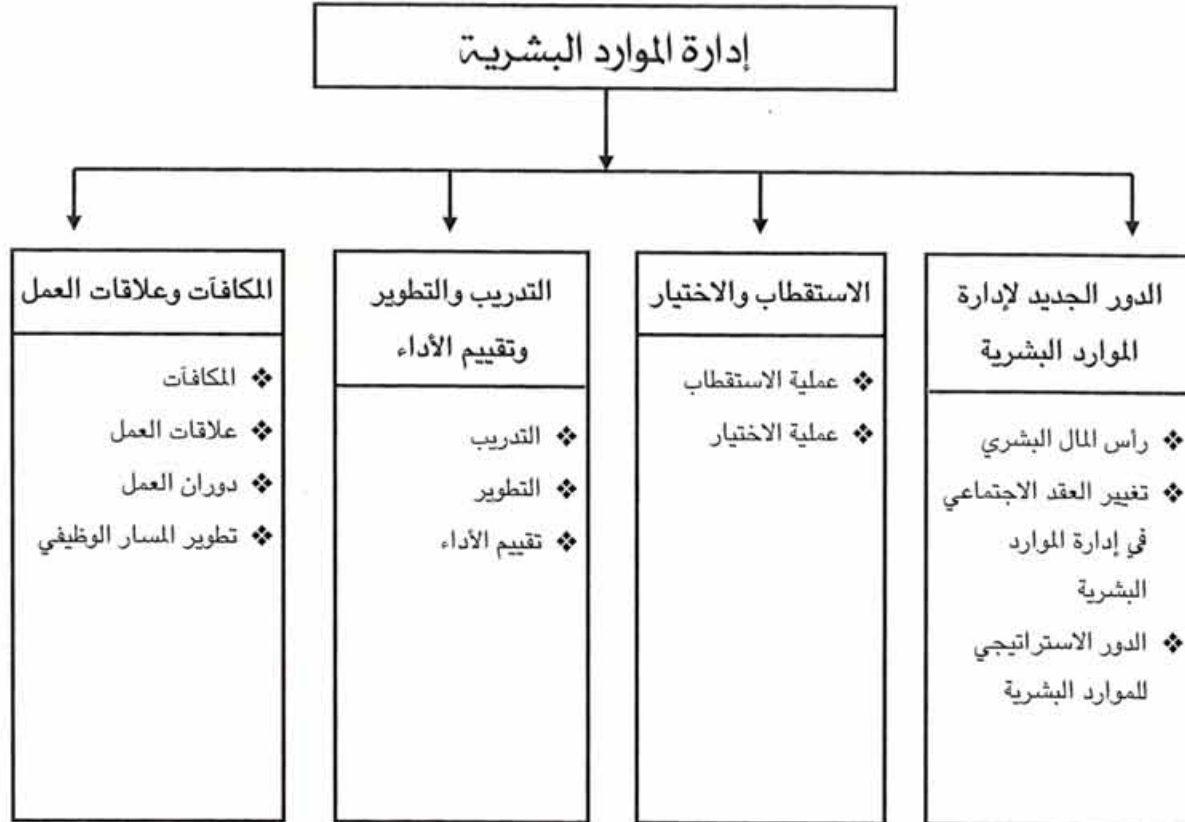 إدارة الموارد البشرية
الدور الجديد لإدارة
الموارد البشرية
❖ رأس المال البشري
❖ تغيير العقد الاجتماعي
في إدارة الموارد
البشرية
❖ الدور الاستراتيجي
للموارد البشرية
الاستقطاب والاختيار
❖ عملية الاستقطاب
❖ عملية الاختيار
التدريب والتطوير
وتقييم الأداء
❖ التدريب
❖ التطوير
❖ تقييم الأداء
المكافآت وعلاقات العمل
❖ المكافآت
❖ علاقات العمل
❖ دوران العمل
❖ تطوير المسار الوظيفي